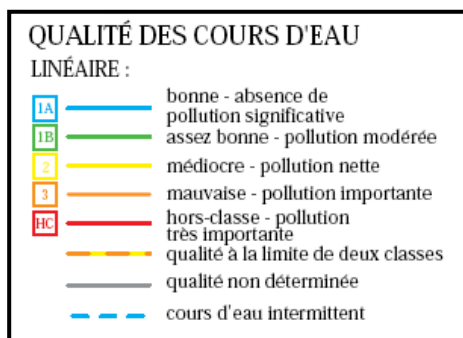 QUALITÉ DES COURS D'EAU
LINÉAIRE :
1A bonne - absence de
pollution significative
1B assez bonne - pollution modérée
2 médiocre - pollution nette
3 mauvaise - pollution importante
HC hors-classe - pollution
très importante
qualité à la limite de deux classes
qualité non déterminée
cours d'eau intermittent